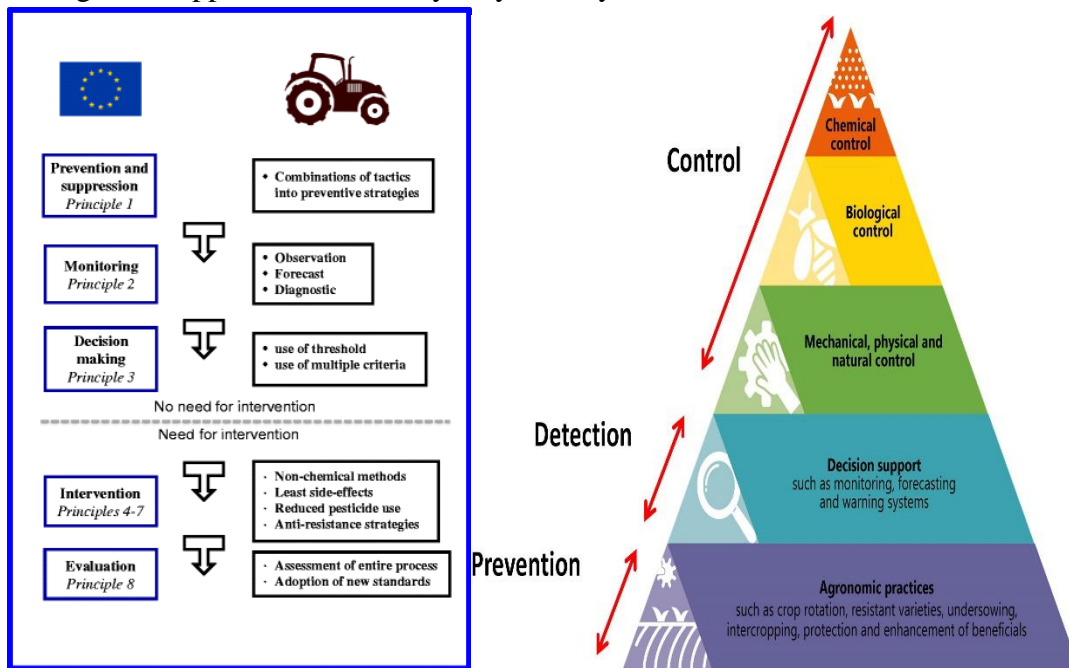 Prevention and
suppression
Principle 1
• Combinations of tactics
into preventive strategies
Monitoring
Principle 2
• Observation
• Forecast
• Diagnostic
Decision
making
Principle 3
• use of threshold
• use of multiple criteria
No need for intervention
Need for intervention
Intervention
Principles 4-7
· Non-chemical methods
· Least side-effects
· Reduced pesticide use
· Anti-resistance strategies
Evaluation
Principle 8
· Assessment of entire process
· Adoption of new standards
Control
Detection
Prevention
Chemical
control
Biological
control
Mechanical, physical and
natural control
Decision support
such as monitoring, forecasting
and warning systems
Agronomic practices
such as crop rotation, resistant varieties, undersowing,
intercropping, protection and enhancement of beneficials